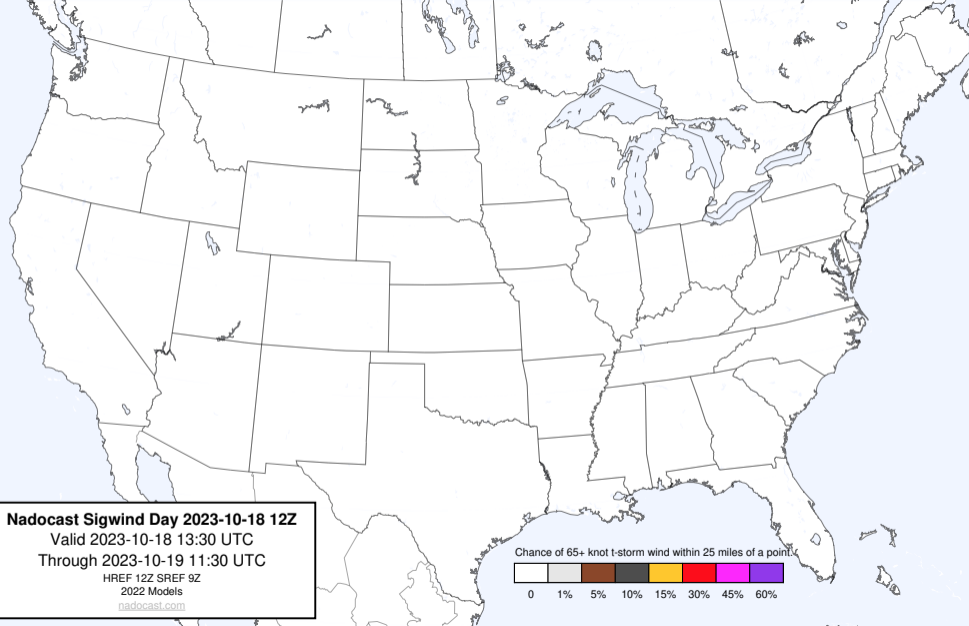 Nadocast Sigwind Day 2023-10-18 12Z
Valid 2023-10-18 13:30 UTC
Through 2023-10-19 11:30 UTC
HREF 12Z SREF 9Z
2022 Models
nadocast.com
Chance of 65+ knot t-storm wind within 25 miles of a point.
0 1% 5% 10% 15% 30% 45% 60%